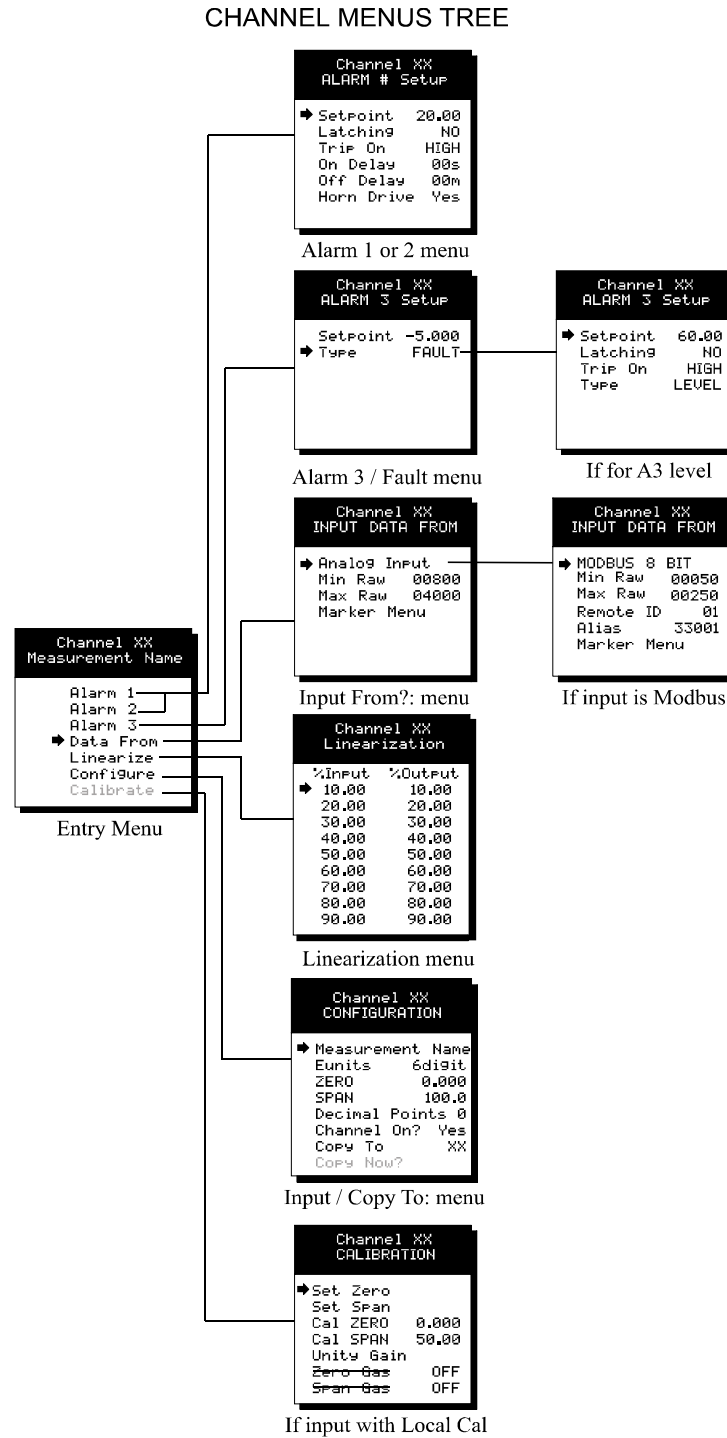 CHANNEL MENUS TREE
Channel XX
ALARM # Setup
Setpoint 20.00
Latching NO
Trip On HIGH
On Delay 00s
Off Delay 00m
Horn Drive Yes
Alarm 1 or 2 menu
Channel XX
ALARM 3 Setup
Setpoint -5.000
Type FAULT
Alarm 3 / Fault menu
Channel XX
ALARM 3 Setup
Setpoint 60.00
Latching NO
Trip On HIGH
Type LEVEL
If for A3 level
Channel XX
INPUT DATA FROM
Analog Input
Min Raw 00800
Max Raw 04000
Marker Menu
Input From?: menu
Channel XX
INPUT DATA FROM
MODBUS 8 BIT
Min Raw 00050
Max Raw 00250
Remote ID 01
Alias 33001
Marker Menu
If input is Modbus
Channel XX
Measurement Name
Alarm 1
Alarm 2
Alarm 3
Data From
Linearize
Configure
Calibrate
Entry Menu
Channel XX
Linearization
%Input %Output
10.00 10.00
20.00 20.00
30.00 30.00
40.00 40.00
50.00 50.00
60.00 60.00
70.00 70.00
80.00 80.00
90.00 90.00
Linearization menu
Channel XX
CONFIGURATION
Measurement Name
Eunits 6digit
ZERO 0.000
SPAN 100.0
Decimal Points 0
Channel On? Yes
Copy To XX
Copy Now?
Input / Copy To: menu
Channel XX
CALIBRATION
Set Zero
Set Span
Cal ZERO 0.000
Cal SPAN 50.00
Unity Gain
Zero Gas OFF
Span Gas OFF
If input with Local Cal